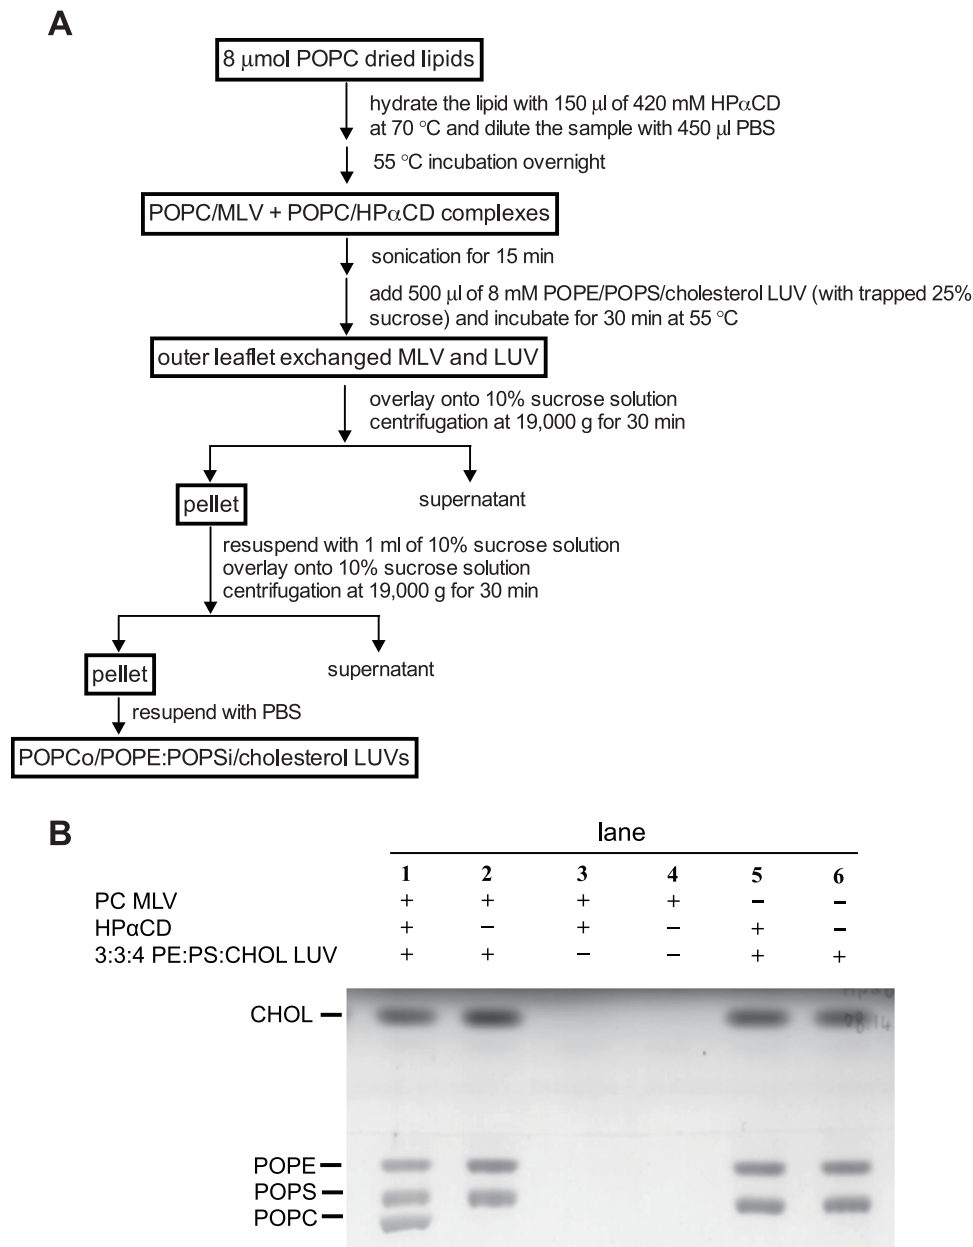 A
8 μmol POPC dried lipids
hydrate the lipid with 150 μl of 420 mM HPαCD
at 70 °C and dilute the sample with 450 μl PBS
55 °C incubation overnight
POPC/MLV + POPC/HPαCD complexes
sonication for 15 min
add 500 μl of 8 mM POPE/POPS/cholesterol LUV (with trapped 25%
sucrose) and incubate for 30 min at 55 °C
outer leaflet exchanged MLV and LUV
overlay onto 10% sucrose solution
centrifugation at 19,000 g for 30 min
pellet
supernatant
resuspend with 1 ml of 10% sucrose solution
overlay onto 10% sucrose solution
centrifugation at 19,000 g for 30 min
pellet
supernatant
resupend with PBS
POPCo/POPE:POPSi/cholesterol LUVs
B
lane
1 2 3 4 5 6
PC MLV + + + + − −
HPαCD + − + − + −
3:3:4 PE:PS:CHOL LUV + + − − + +
CHOL
08.14
POPE
POPS
POPC